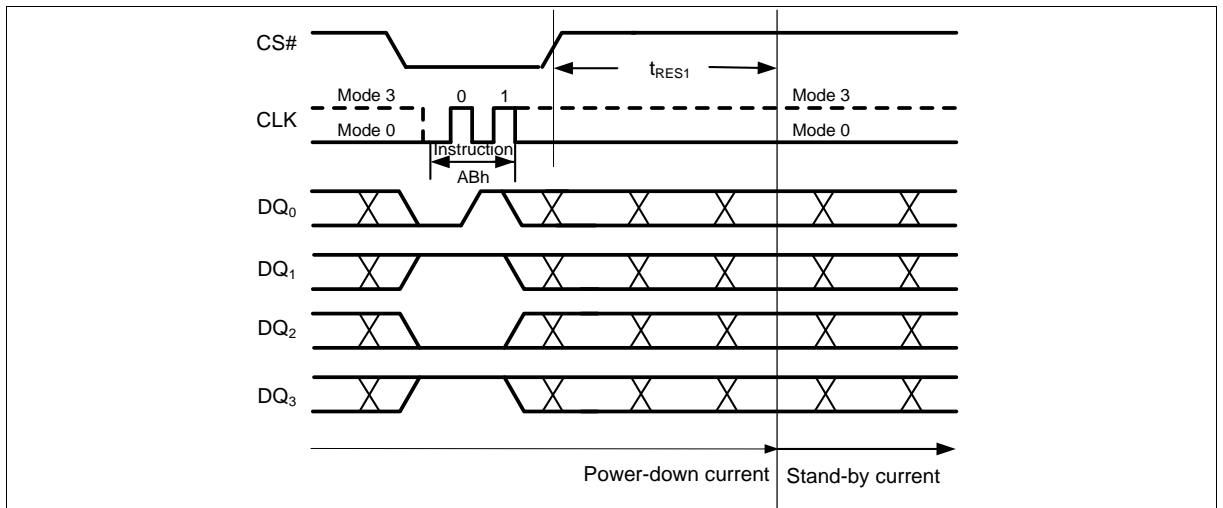 CS#
tRES1
Mode 3 0 1 Mode 3
CLK
Mode 0 Mode 0
Instruction
ABh
DQ0
DQ1
DQ2
DQ3
Power-down current Stand-by current